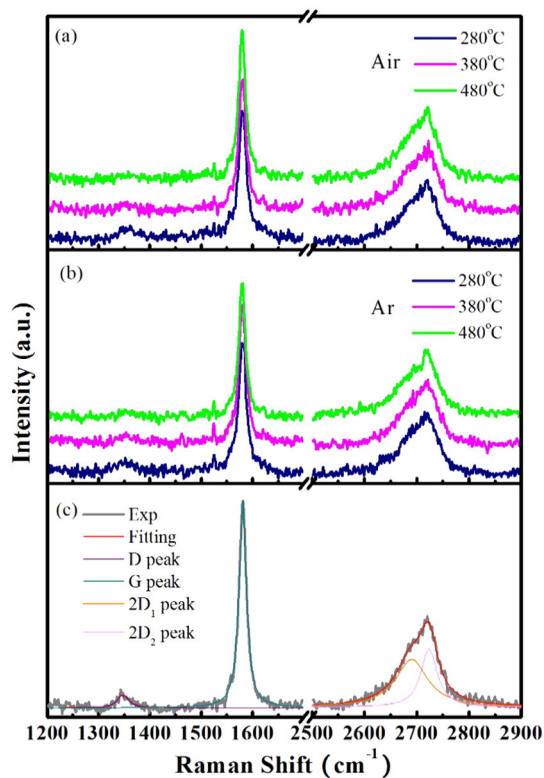 (a)
Air
280°C
380°C
480°C
(b)
Ar
280°C
380°C
480°C
(c)
Exp
Fitting
D peak
G peak
2D₁ peak
2D₂ peak
Intensity (a.u.)
1200 1300 1400 1500 1600 2500 2600 2700 2800 2900
Raman Shift (cm⁻¹)